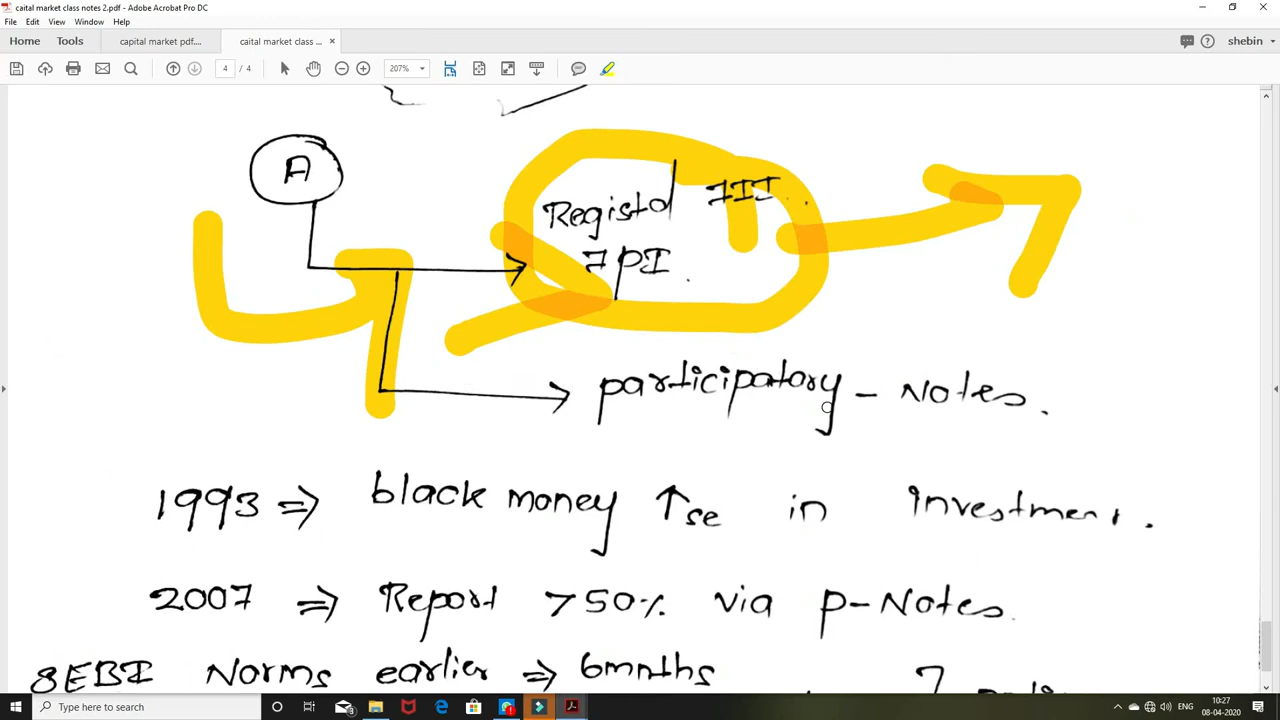 caital market class notes 2.pdf - Adobe Acrobat Pro DC
File Edit View Window Help
Home Tools capital market pdf.... caital market class ... × shebin
4 / 4 207%
A
Registd FII
FPI
participatory - Notes.
1993 ⇒ black money ↑se in investment.
2007 ⇒ Report >50% via p-Notes.
SEBI Norms earlier ⇒ 6mnths
Type here to search
ENG 10:27
08-04-2020